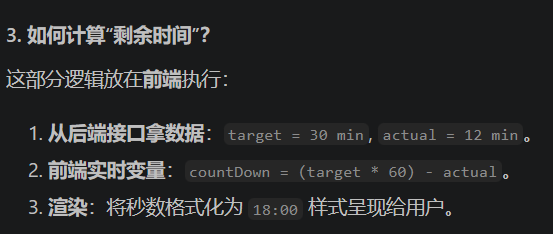 3. 如何计算“剩余时间”？
这部分逻辑放在前端执行：
1. 从后端接口拿数据：target = 30 min，actual = 12 min。
2. 前端实时变量：countDown = (target * 60) - actual。
3. 渲染：将秒数格式化为 18:00 样式呈现给用户。